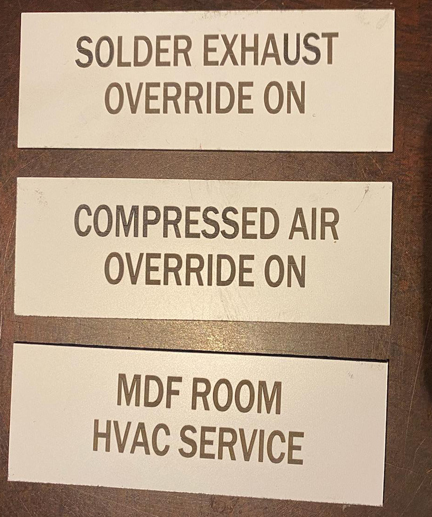 SOLDER EXHAUST
OVERRIDE ON
COMPRESSED AIR
OVERRIDE ON
MDF ROOM
HVAC SERVICE